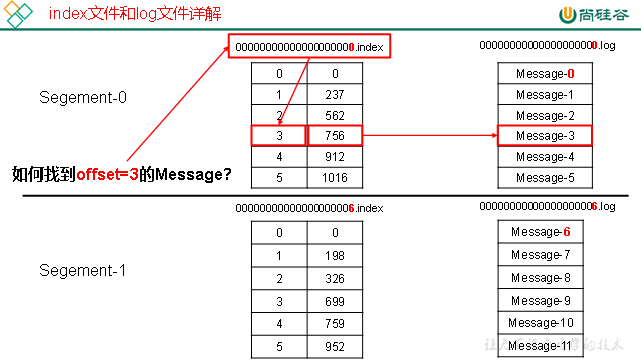 index文件和log文件详解
尚硅谷
00000000000000000000.index
00000000000000000000.log
Segement-0
0 0
1 237
2 562
3 756
4 912
5 1016
Message-0
Message-1
Message-2
Message-3
Message-4
Message-5
如何找到offset=3的Message?
00000000000000000006.index
00000000000000000006.log
Segement-1
0 0
1 198
2 326
3 699
4 759
5 952
Message-6
Message-7
Message-8
Message-9
Message-10
Message-11
的技术